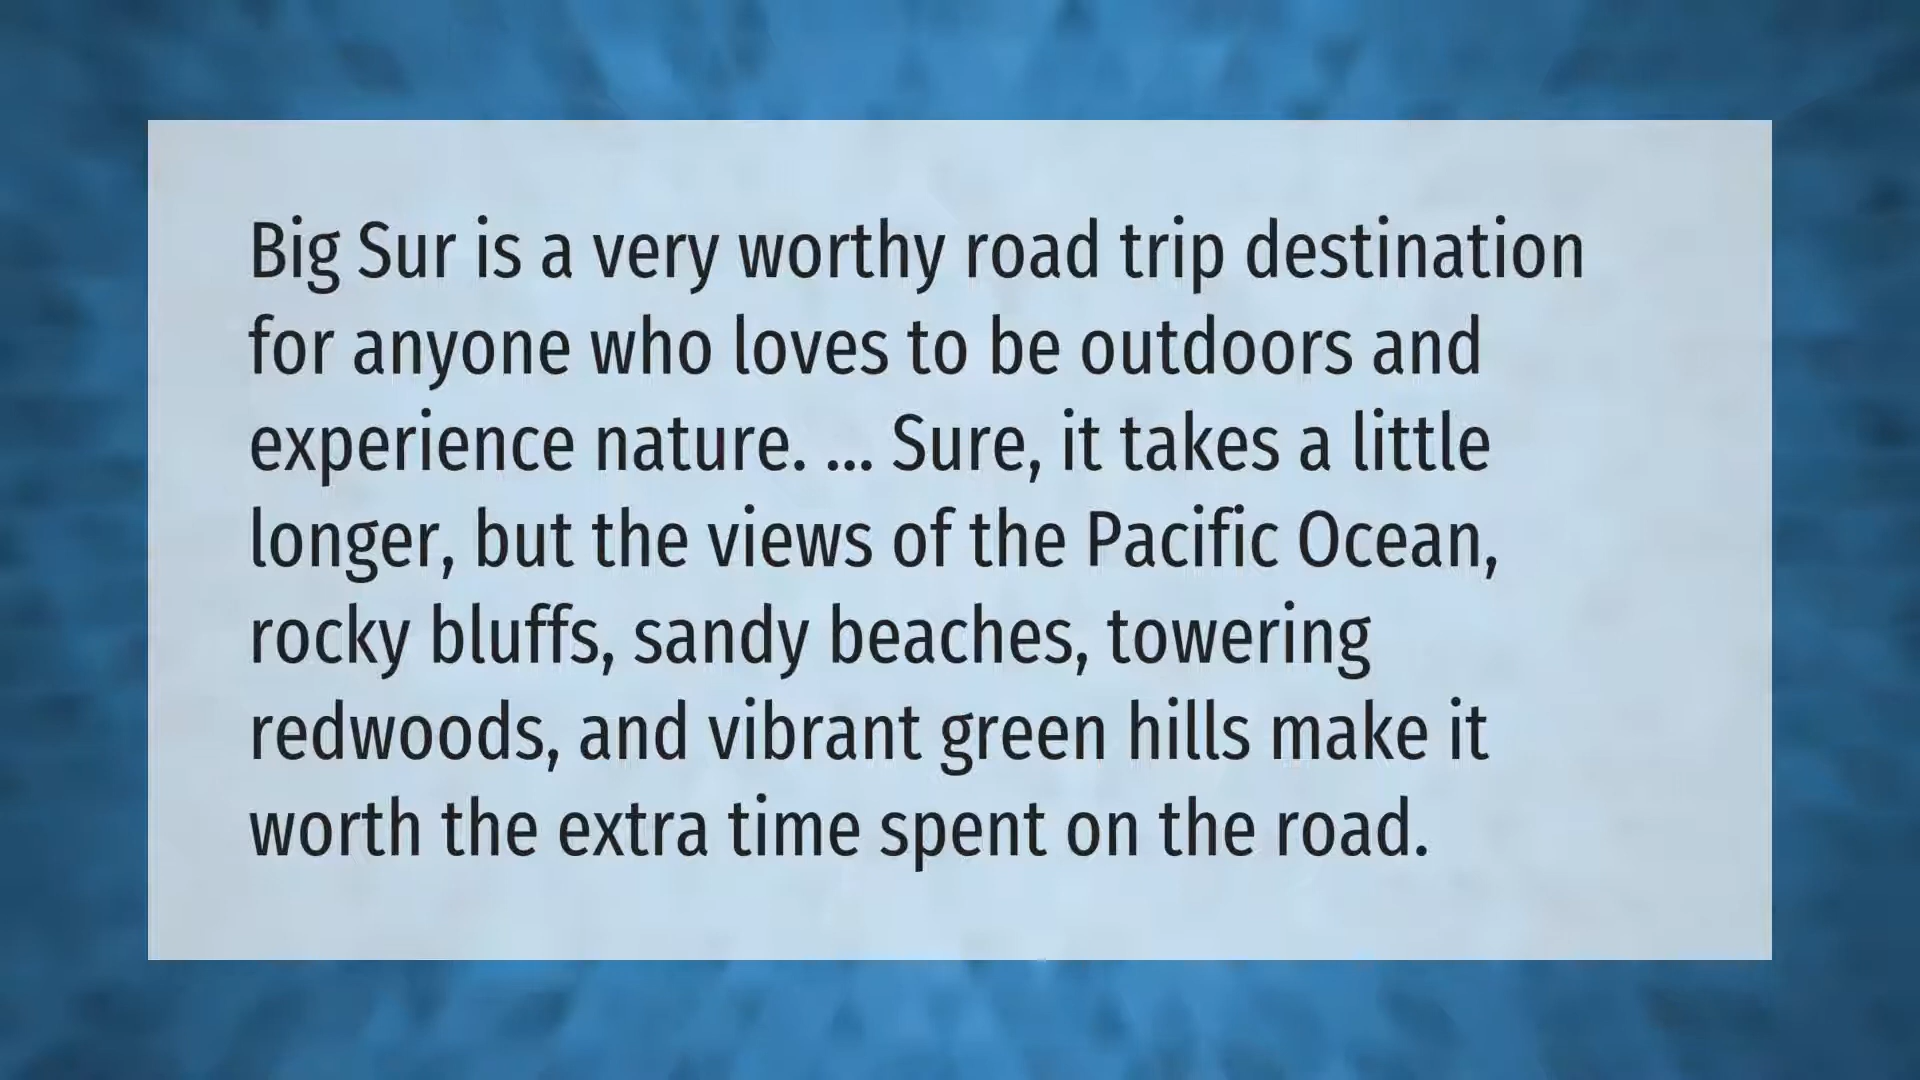 Big Sur is a very worthy road trip destination
for anyone who loves to be outdoors and
experience nature. ... Sure, it takes a little
longer, but the views of the Pacific Ocean,
rocky bluffs, sandy beaches, towering
redwoods, and vibrant green hills make it
worth the extra time spent on the road.